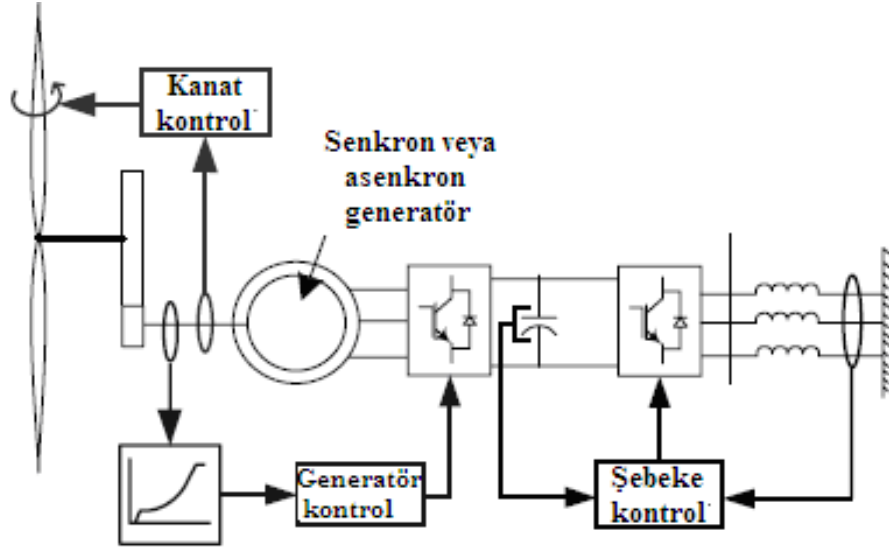 Kanat
kontrol
Senkron veya
asenkron
generatör
Generatör
kontrol
Şebeke
kontrol